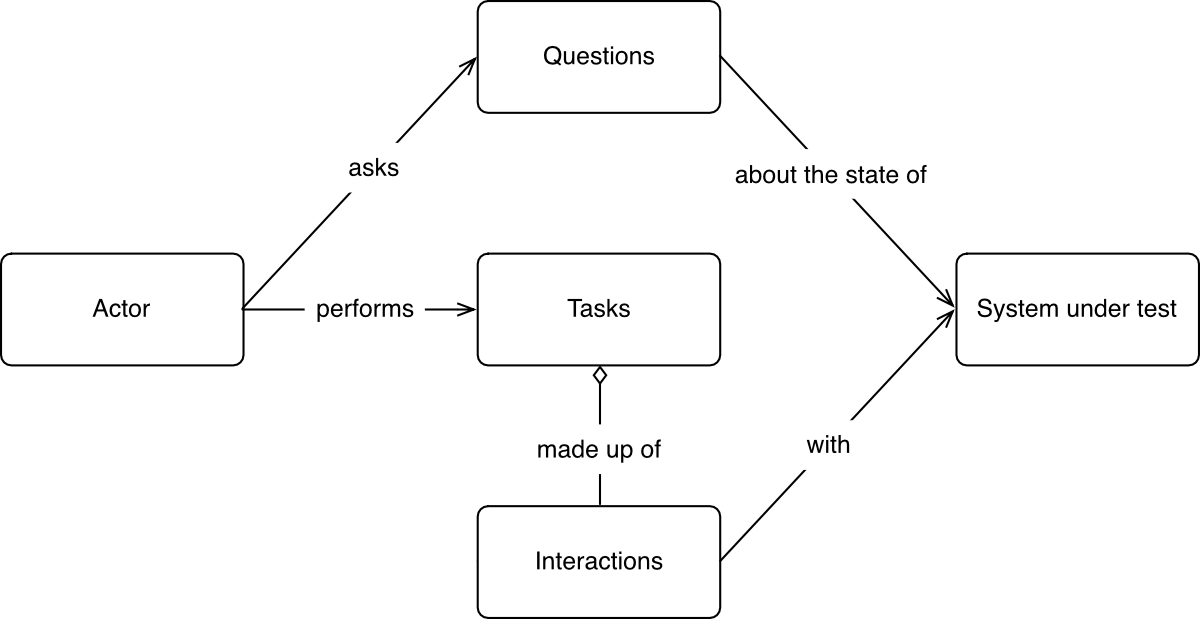 Questions
asks
about the state of
Actor
performs
Tasks
System under test
made up of
with
Interactions